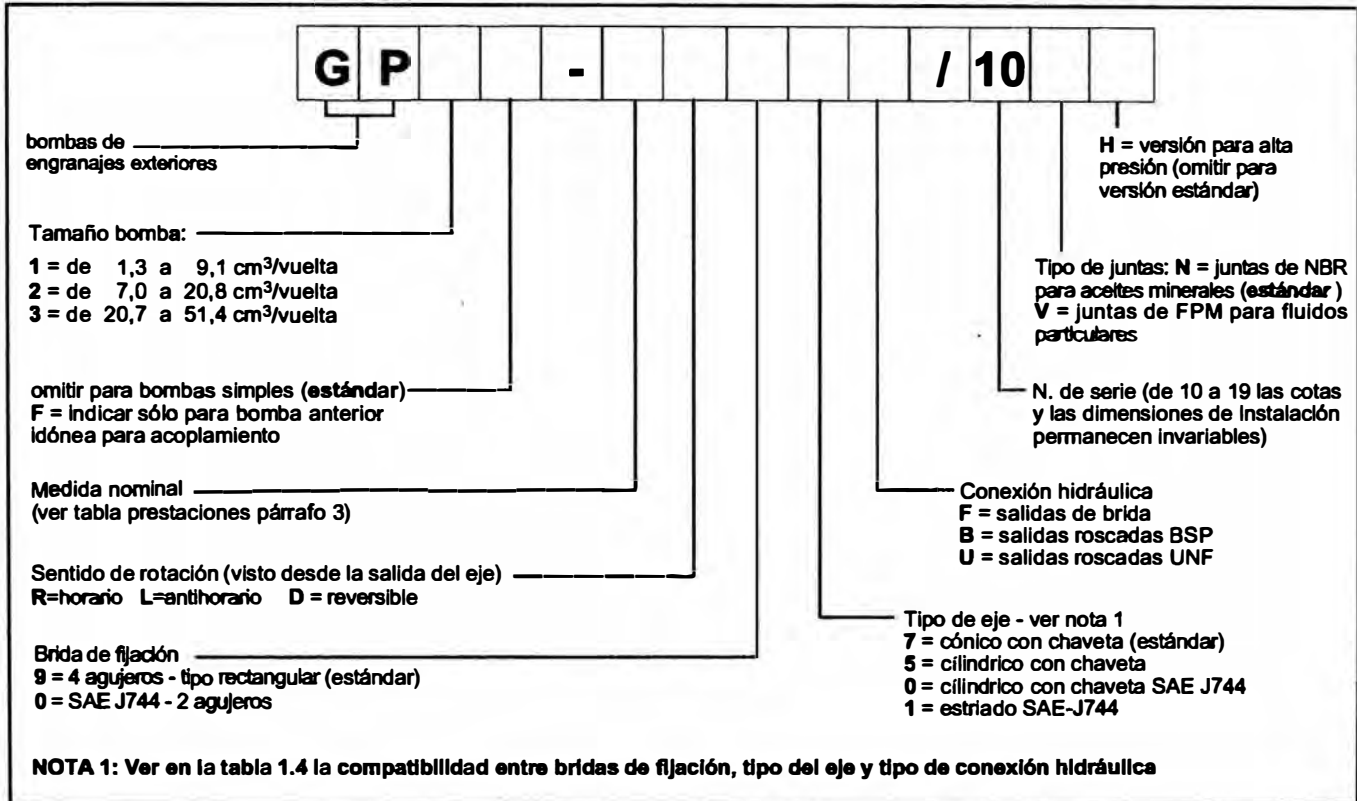 GP - / 10
bombas de
engranajes exteriores
H = versión para alta
presión (omitir para
versión estándar)
Tamaño bomba:
1 = de 1,3 a 9,1 cm³/vuelta
2 = de 7,0 a 20,8 cm³/vuelta
3 = de 20,7 a 51,4 cm³/vuelta
Tipo de juntas: N = juntas de NBR
para aceites minerales (estándar )
V = juntas de FPM para fluidos
particulares
omitir para bombas simples (estándar)
F = indicar sólo para bomba anterior
idónea para acoplamiento
N. de serie (de 10 a 19 las cotas
y las dimensiones de instalación
permanecen invariables)
Medida nominal
(ver tabla prestaciones párrafo 3)
Conexión hidráulica
F = salidas de brida
B = salidas roscadas BSP
U = salidas roscadas UNF
Sentido de rotación (visto desde la salida del eje)
R=horario L=antihorario D = reversible
Tipo de eje - ver nota 1
7 = cónico con chaveta (estándar)
5 = cílindrico con chaveta
0 = cílindrico con chaveta SAE J744
1 = estriado SAE-J744
Brida de fijación
9 = 4 agujeros - tipo rectangular (estándar)
0 = SAE J744 - 2 agujeros
NOTA 1: Ver en la tabla 1.4 la compatibilidad entre bridas de fijación, tipo del eje y tipo de conexión hidráulica